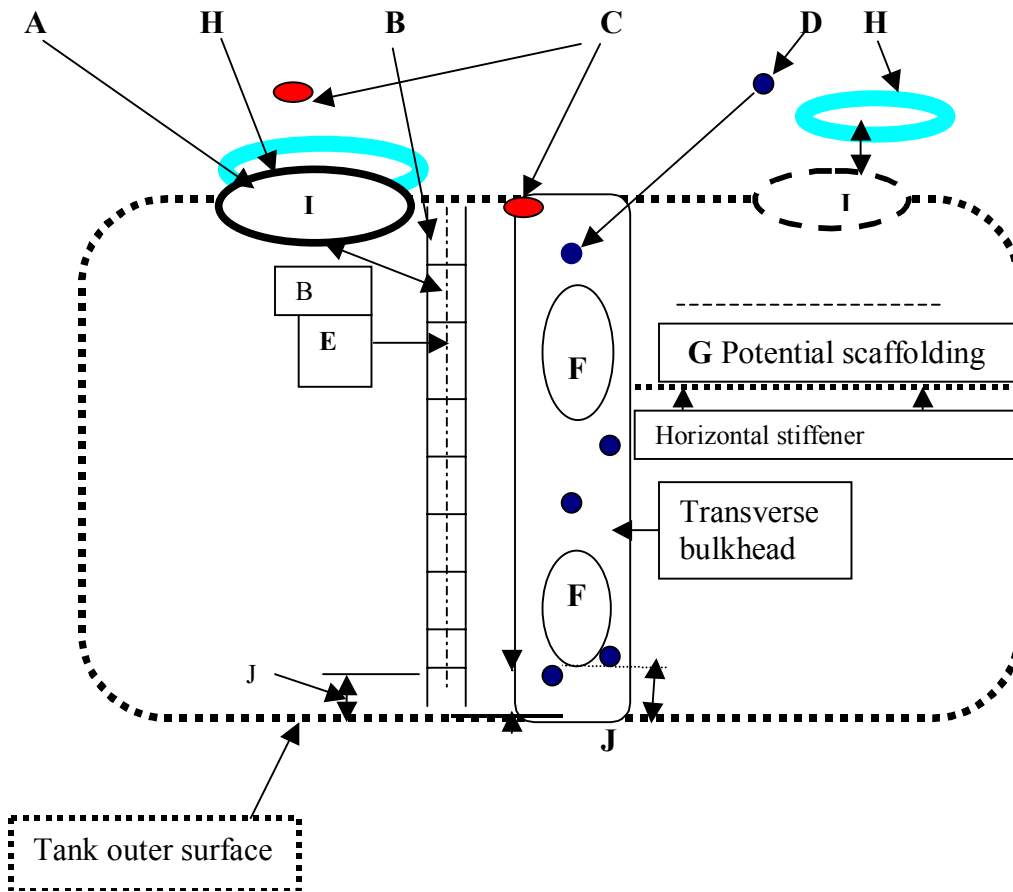 A H B C D H
I I
B
E
F
G Potential scaffolding
Horizontal stiffener
Transverse
bulkhead
F
J
J
Tank outer surface